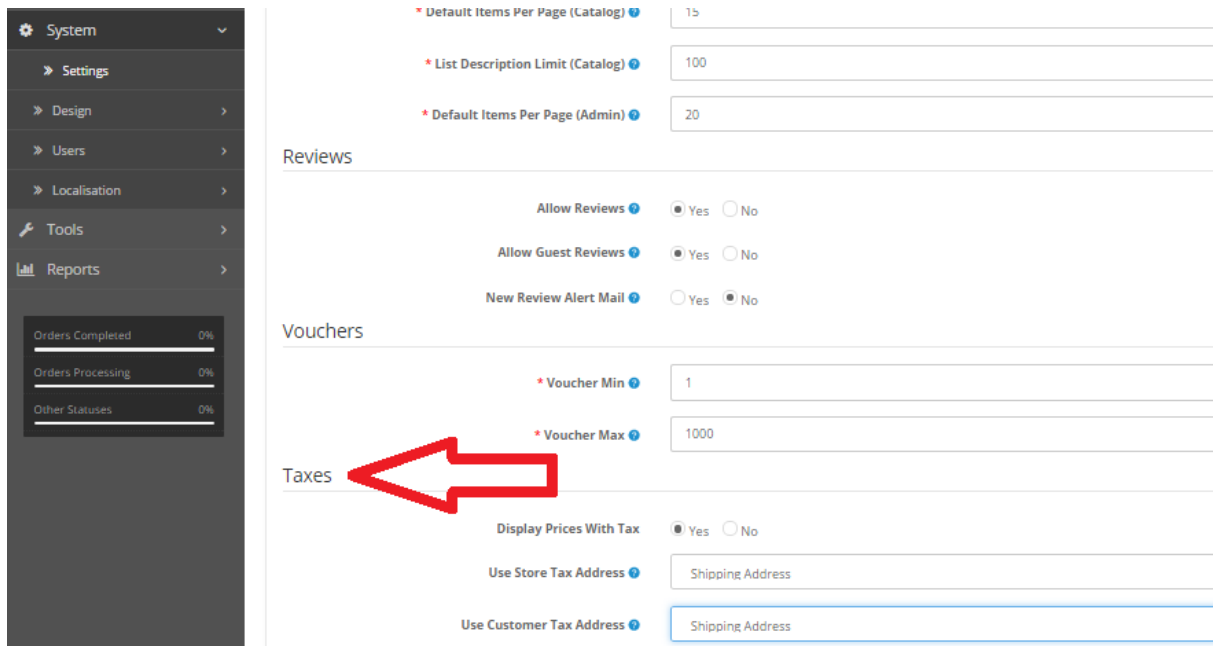 System
Settings
Design
Users
Localisation
Tools
Reports
Orders Completed 0%
Orders Processing 0%
Other Statuses 0%
* Default Items Per Page (Catalog) 15
* List Description Limit (Catalog) 100
* Default Items Per Page (Admin) 20
Reviews
Allow Reviews Yes No
Allow Guest Reviews Yes No
New Review Alert Mail Yes No
Vouchers
* Voucher Min 1
* Voucher Max 1000
Taxes
Display Prices With Tax Yes No
Use Store Tax Address Shipping Address
Use Customer Tax Address Shipping Address